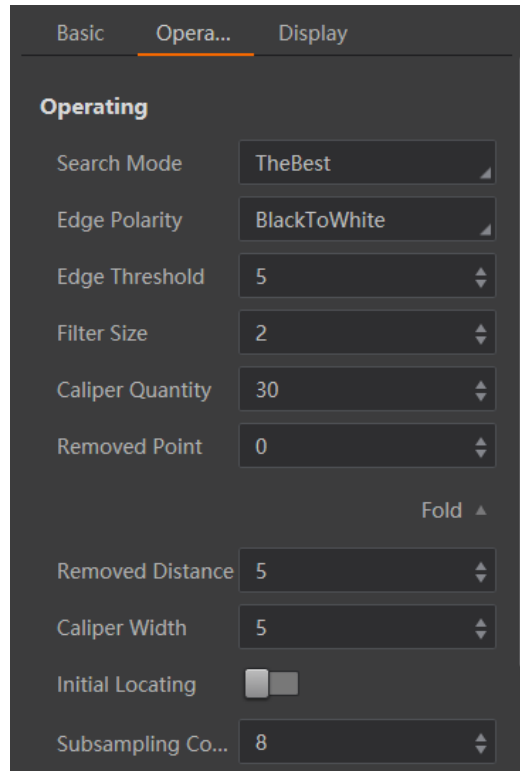 Basic Opera... Display
Operating
Search Mode TheBest
Edge Polarity BlackToWhite
Edge Threshold 5
Filter Size 2
Caliper Quantity 30
Removed Point 0
Fold
Removed Distance 5
Caliper Width 5
Initial Locating
Subsampling Co... 8